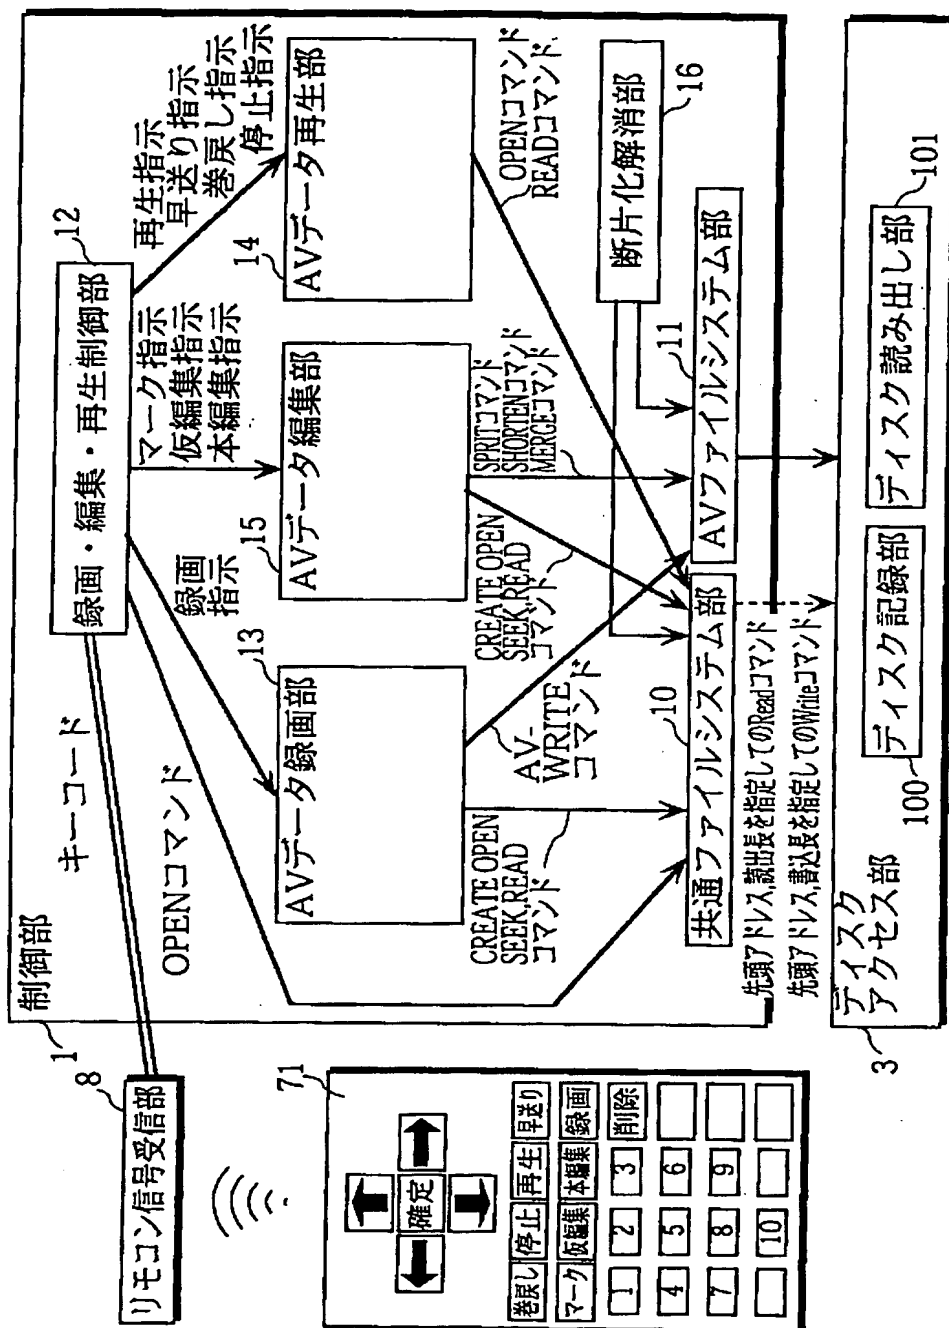 制御部
1
録画・編集・再生制御部
12
キーコード
OPENコマンド
録画
指示
マーク指示
仮編集指示
本編集指示
再生指示
早送り指示
巻戻し指示
停止指示
13
AVデータ録画部
15
AVデータ編集部
14
AVデータ再生部
CREATE OPEN
SEEK,READ
コマンド
AV-
WRITE
コマンド
CREATE OPEN
SEEK,READ
コマンド
SPRITコマンド
SHORTENコマンド
MERGEコマンド
OPENコマンド
READコマンド
断片化解消部
16
共通ファイルシステム部
10
AVファイルシステム部
11
先頭アドレス,読出長を指定してのReadコマンド
先頭アドレス,書込長を指定してのWriteコマンド
ディスク
アクセス部
3
ディスク記録部
100
ディスク読み出し部
101
リモコン信号受信部
8
71
確定
巻戻し 停止 再生 早送り
マーク 仮編集 本編集 録画
1 2 3 削除
4 5 6
7 8 9
10